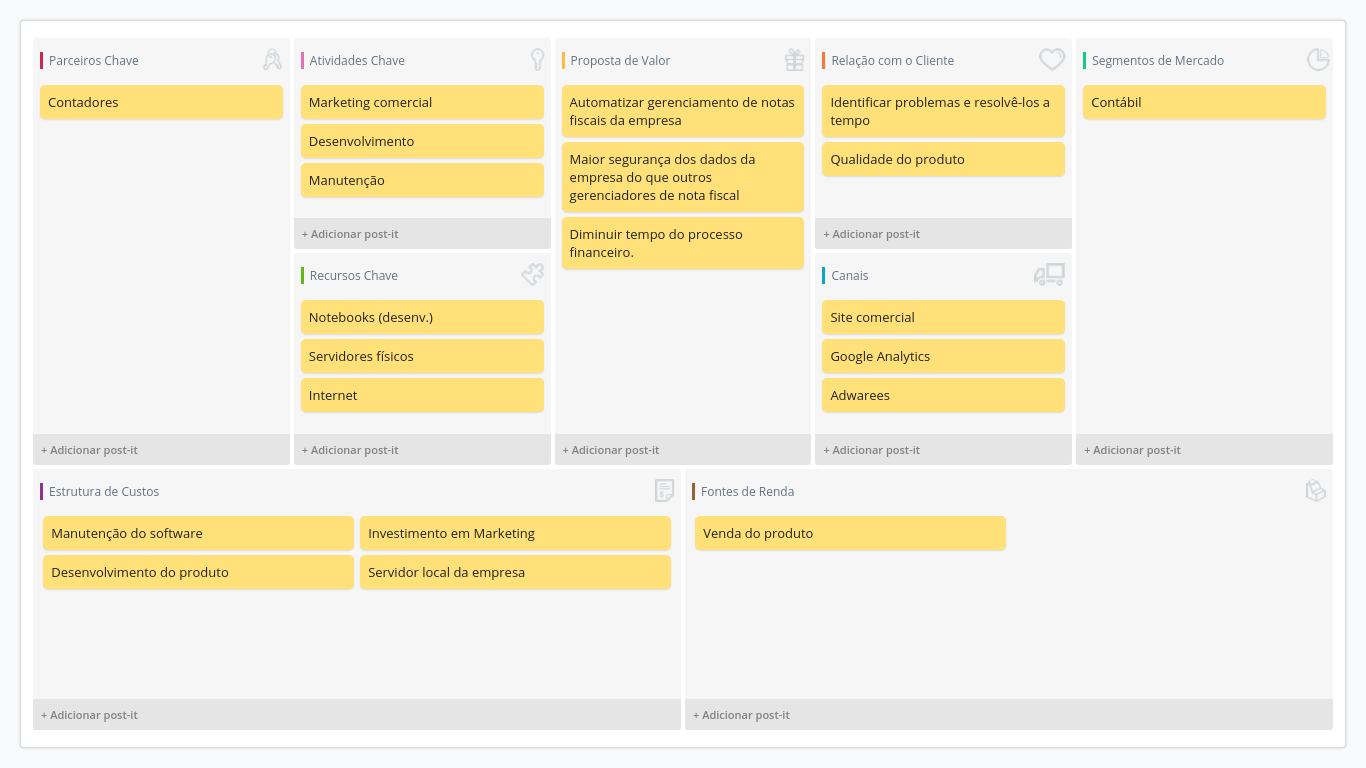 Parceiros Chave
Contadores
+ Adicionar post-it
Atividades Chave
Marketing comercial
Desenvolvimento
Manutenção
+ Adicionar post-it
Recursos Chave
Notebooks (desenv.)
Servidores físicos
Internet
+ Adicionar post-it
Proposta de Valor
Automatizar gerenciamento de notas
fiscais da empresa
Maior segurança dos dados da
empresa do que outros
gerenciadores de nota fiscal
Diminuir tempo do processo
financeiro.
+ Adicionar post-it
Relação com o Cliente
Identificar problemas e resolvê-los a
tempo
Qualidade do produto
+ Adicionar post-it
Canais
Site comercial
Google Analytics
Adwarees
+ Adicionar post-it
Segmentos de Mercado
Contábil
+ Adicionar post-it
Estrutura de Custos
Manutenção do software
Investimento em Marketing
Desenvolvimento do produto
Servidor local da empresa
+ Adicionar post-it
Fontes de Renda
Venda do produto
+ Adicionar post-it